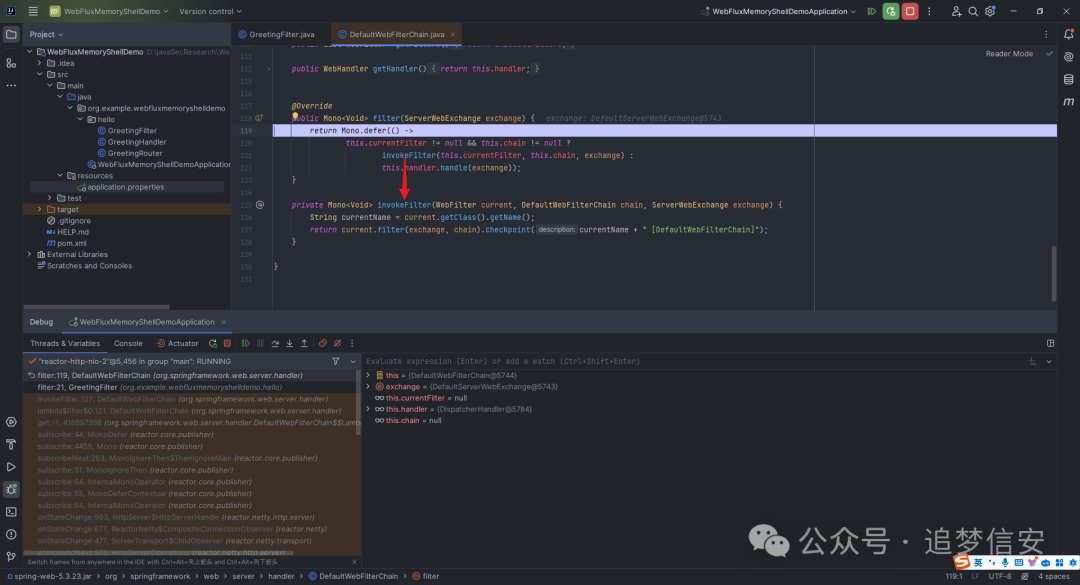 WF WebFluxMemoryShellDemo Version control WebFluxMemoryShellDemoApplication
Project
GreetingFilter.java DefaultWebFilterChain.java
WebFluxMemoryShellDemo D:\javaSecResearch\We
.idea
src
main
java
org.example.webfluxmemoryshelldemo
hello
GreetingFilter
GreetingHandler
GreetingRouter
WebFluxMemoryShellDemoApplication
resources
application.properties
test
target
.gitignore
HELP.md
pom.xml
External Libraries
Scratches and Consoles
Reader Mode
111
112 public WebHandler getHandler() { return this.handler; }
115
116
117 @Override
118 public Mono<Void> filter(ServerWebExchange exchange) { exchange: DefaultServerWebExchange@5743
119 return Mono.defer(() ->
120 this.currentFilter != null && this.chain != null ?
121 invokeFilter(this.currentFilter, this.chain, exchange) :
122 this.handler.handle(exchange));
123 }
124
125 private Mono<Void> invokeFilter(WebFilter current, DefaultWebFilterChain chain, ServerWebExchange exchange) {
126 String currentName = current.getClass().getName();
127 return current.filter(exchange, chain).checkpoint( description: currentName + " [DefaultWebFilterChain]");
128 }
129
130 }
131
Debug WebFluxMemoryShellDemoApplication
Threads & Variables Console Actuator
"reactor-http-nio-2"@5,456 in group "main": RUNNING
filter:119, DefaultWebFilterChain (org.springframework.web.server.handler)
filter:21, GreetingFilter (org.example.webfluxmemoryshelldemo.hello)
invokeFilter:127, DefaultWebFilterChain (org.springframework.web.server.handler)
lambda$filter$0:121, DefaultWebFilterChain (org.springframework.web.server.handler)
get:-1, 416897398 (org.springframework.web.server.handler.DefaultWebFilterChain$$Lamb
subscribe:44, MonoDefer (reactor.core.publisher)
subscribe:4455, Mono (reactor.core.publisher)
subscribeNext:263, MonoIgnoreThen$ThenIgnoreMain (reactor.core.publisher)
subscribe:51, MonoIgnoreThen (reactor.core.publisher)
subscribe:64, InternalMonoOperator (reactor.core.publisher)
subscribe:55, MonoDeferContextual (reactor.core.publisher)
subscribe:64, InternalMonoOperator (reactor.core.publisher)
onStateChange:993, HttpServer$HttpServerHandle (reactor.netty.http.server)
onStateChange:677, ReactorNetty$CompositeConnectionObserver (reactor.netty)
onStateChange:477, ServerTransport$ChildObserver (reactor.netty.transport)
onInboundNext:573, HttpServerOperations (reactor.netty.http.server)
Switch frames from anywhere in the IDE with Ctrl+Alt+向上箭头 and Ctrl+Alt+向下箭头
Evaluate expression (Enter) or add a watch (Ctrl+Shift+Enter)
this = {DefaultWebFilterChain@5744}
exchange = {DefaultServerWebExchange@5743}
this.currentFilter = null
this.handler = {DispatcherHandler@5784}
this.chain = null
公众号 · 追梦信安
英
spring-web-5.3.23.jar > org > springframework > web > server > handler > DefaultWebFilterChain > filter 119:1 LF UTF-8 4 spaces